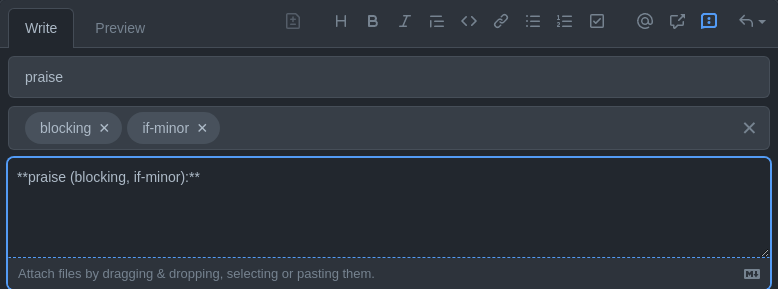 Write Preview
praise
blocking if-minor
**praise (blocking, if-minor):**
Attach files by dragging & dropping, selecting or pasting them.